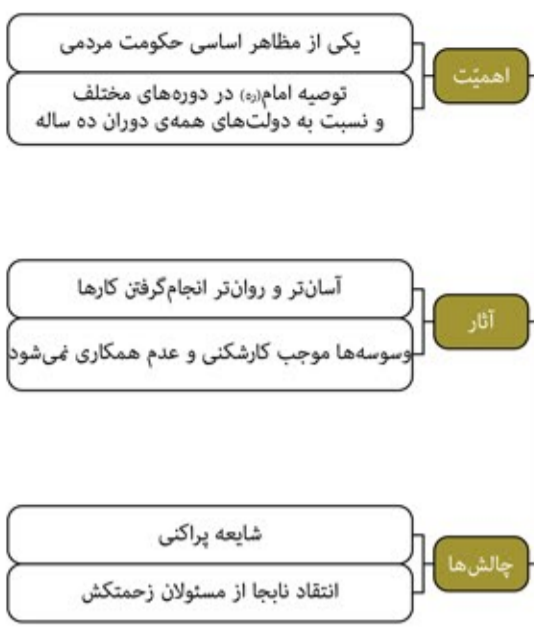 اهمیّت
یکی از مظاهر اساسی حکومت مردمی
توصیه امام(ره) در دوره‌های مختلف
و نسبت به دولت‌های همه‌ی دوران ده ساله
آثار
آسان‌تر و روان‌تر انجام‌گرفتن کارها
وسوسه‌ها موجب کارشکنی و عدم همکاری نمی‌شود
چالش‌ها
شایعه پراکنی
انتقاد نابجا از مسئولان زحمتکش